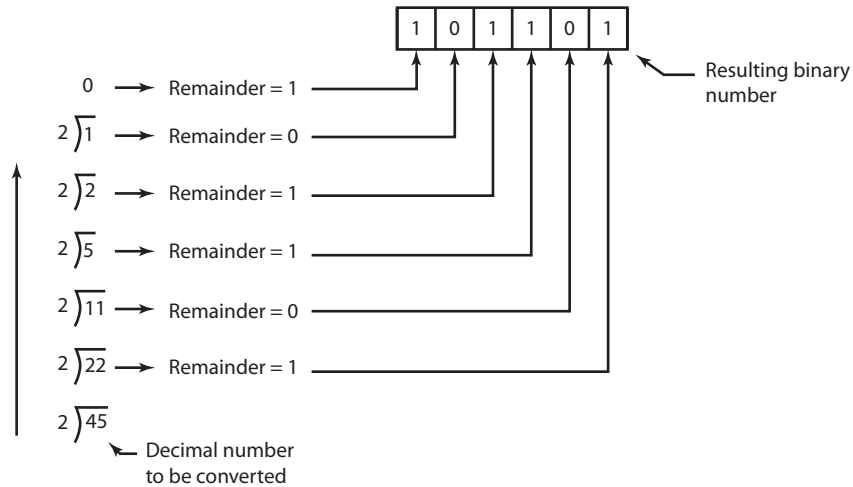 1 0 1 1 0 1
Resulting binary
number
0 Remainder = 1
2 1 Remainder = 0
2 2 Remainder = 1
2 5 Remainder = 1
2 11 Remainder = 0
2 22 Remainder = 1
2 45
Decimal number
to be converted